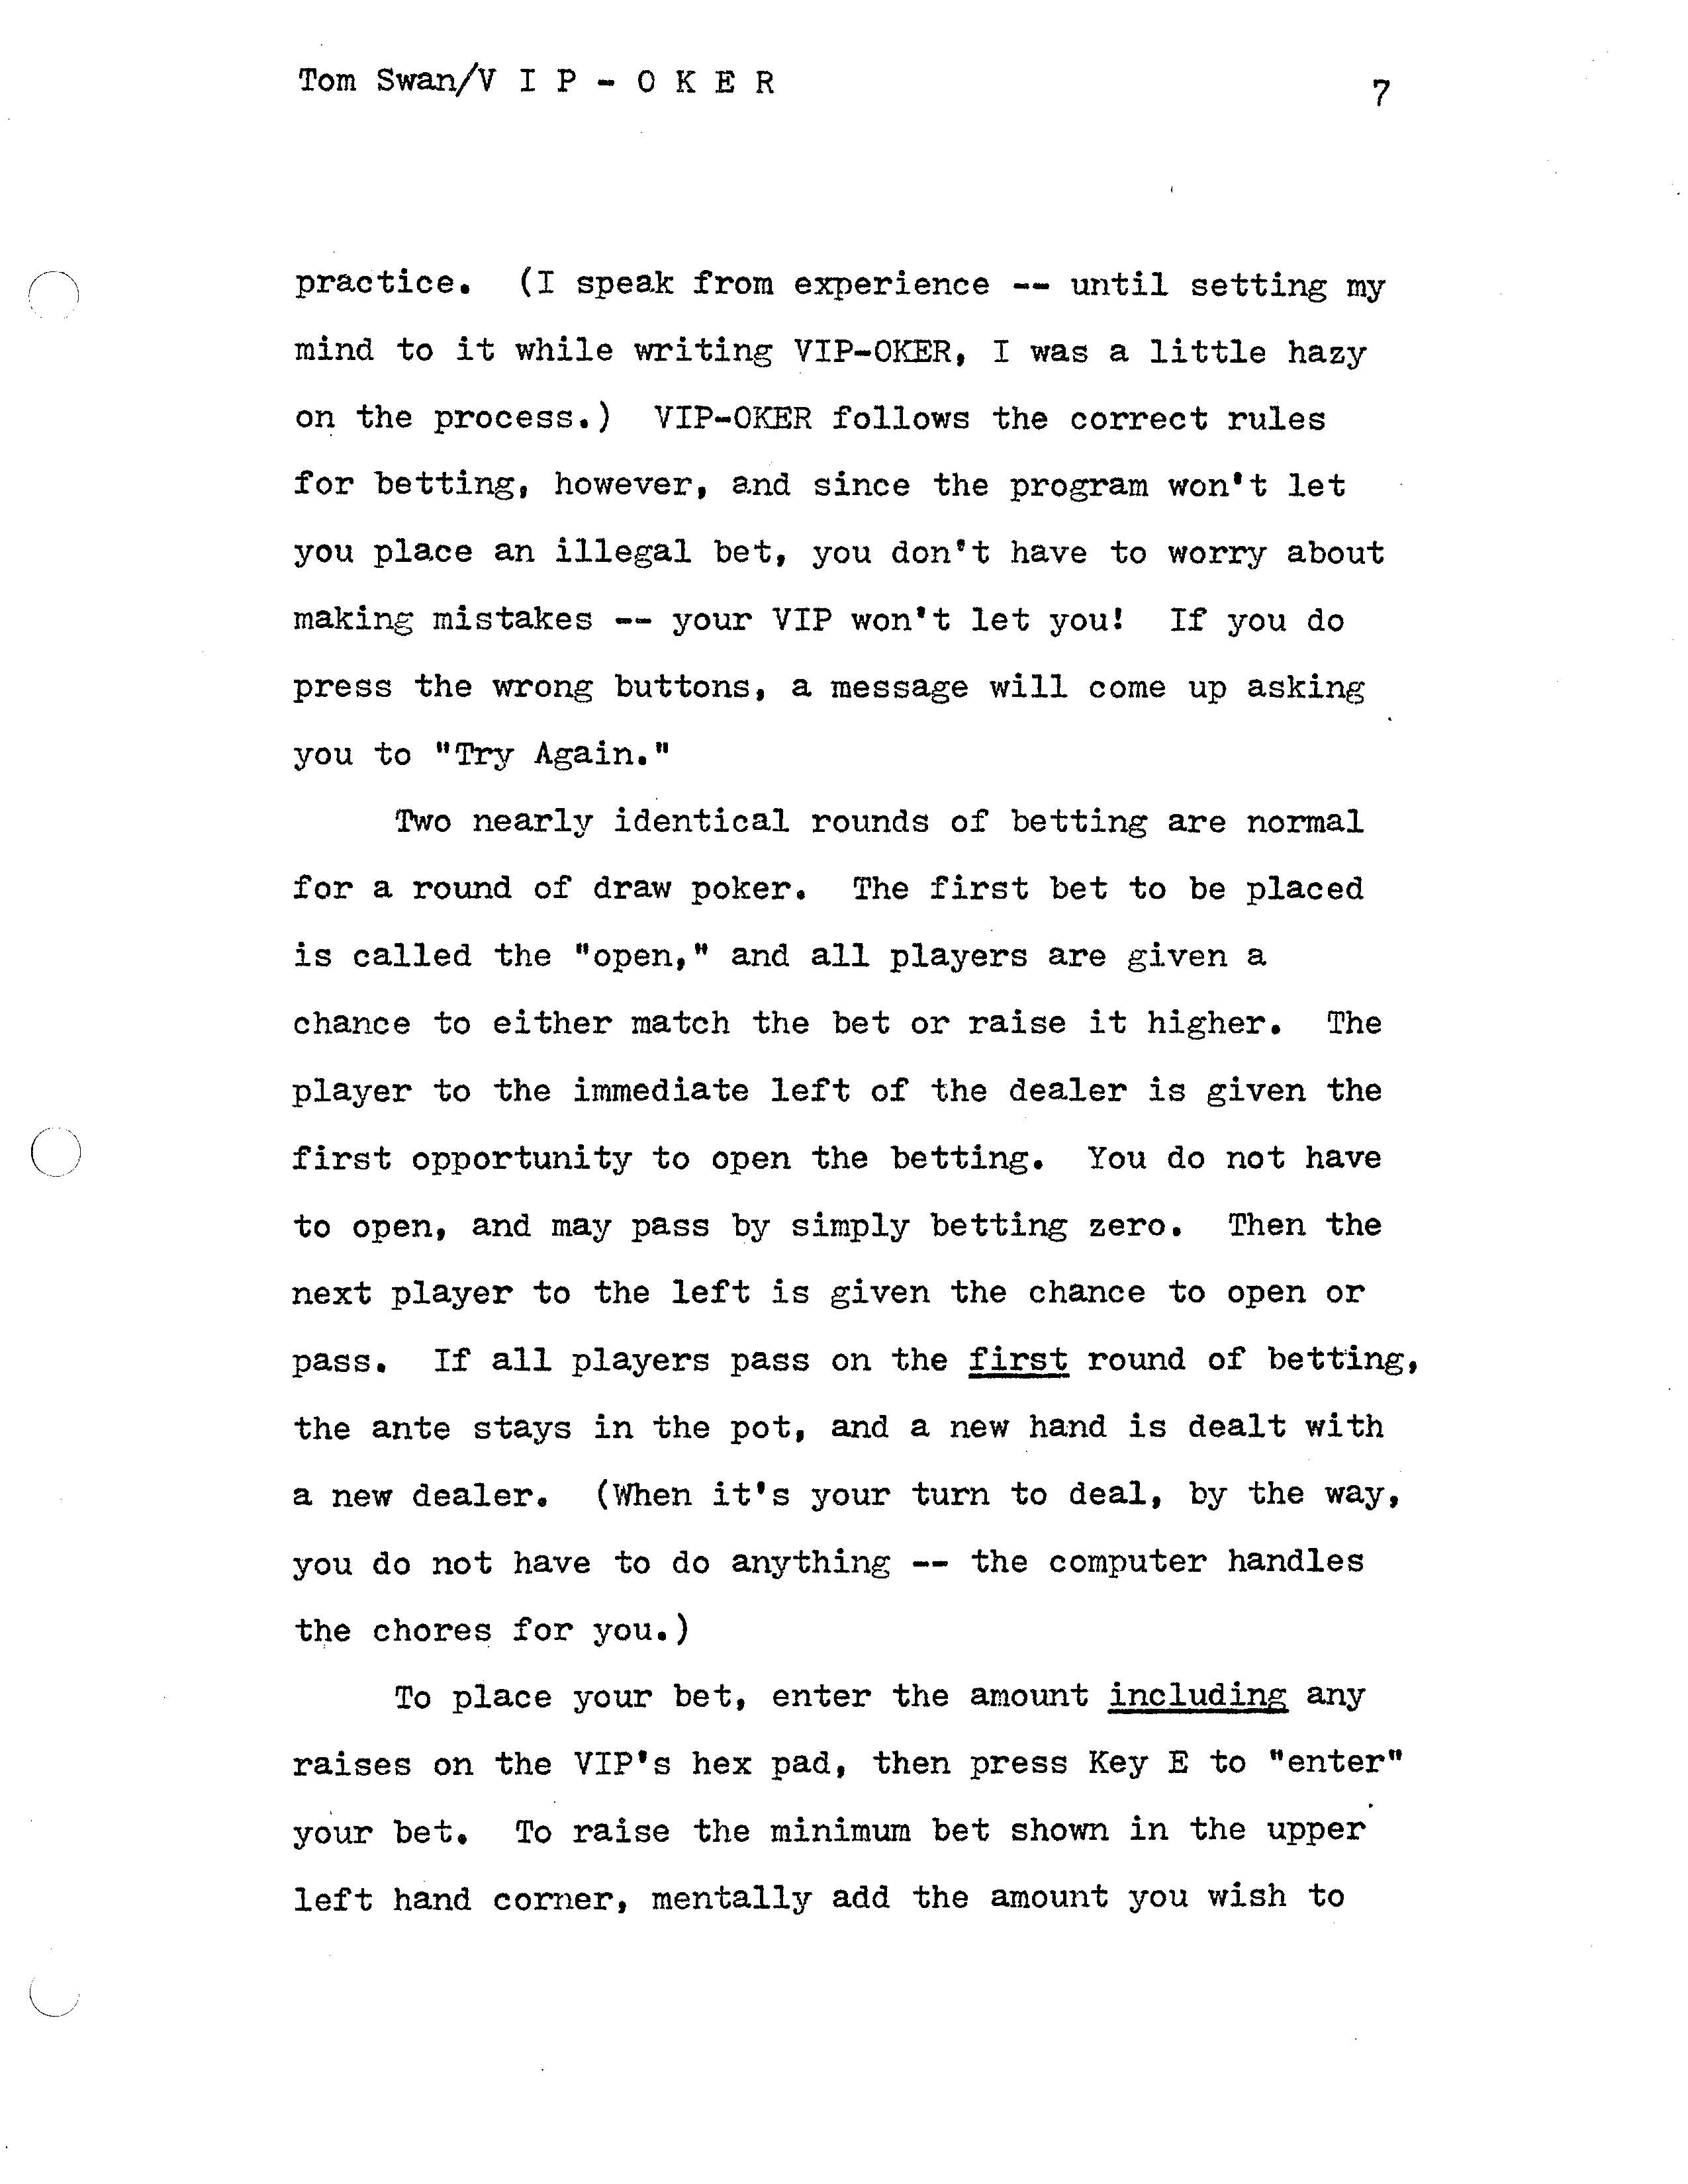 Tom Swan/V I P - O K E R
7
practice.  (I speak from experience -- until setting my
mind to it while writing VIP-OKER, I was a little hazy
on the process.)  VIP-OKER follows the correct rules
for betting, however, and since the program won't let
you place an illegal bet, you don't have to worry about
making mistakes -- your VIP won't let you!  If you do
press the wrong buttons, a message will come up asking
you to "Try Again."
Two nearly identical rounds of betting are normal
for a round of draw poker.  The first bet to be placed
is called the "open," and all players are given a
chance to either match the bet or raise it higher.  The
player to the immediate left of the dealer is given the
first opportunity to open the betting.  You do not have
to open, and may pass by simply betting zero.  Then the
next player to the left is given the chance to open or
pass.  If all players pass on the first round of betting,
the ante stays in the pot, and a new hand is dealt with
a new dealer.  (When it's your turn to deal, by the way,
you do not have to do anything -- the computer handles
the chores for you.)
To place your bet, enter the amount including any
raises on the VIP's hex pad, then press Key E to "enter"
your bet.  To raise the minimum bet shown in the upper
left hand corner, mentally add the amount you wish to